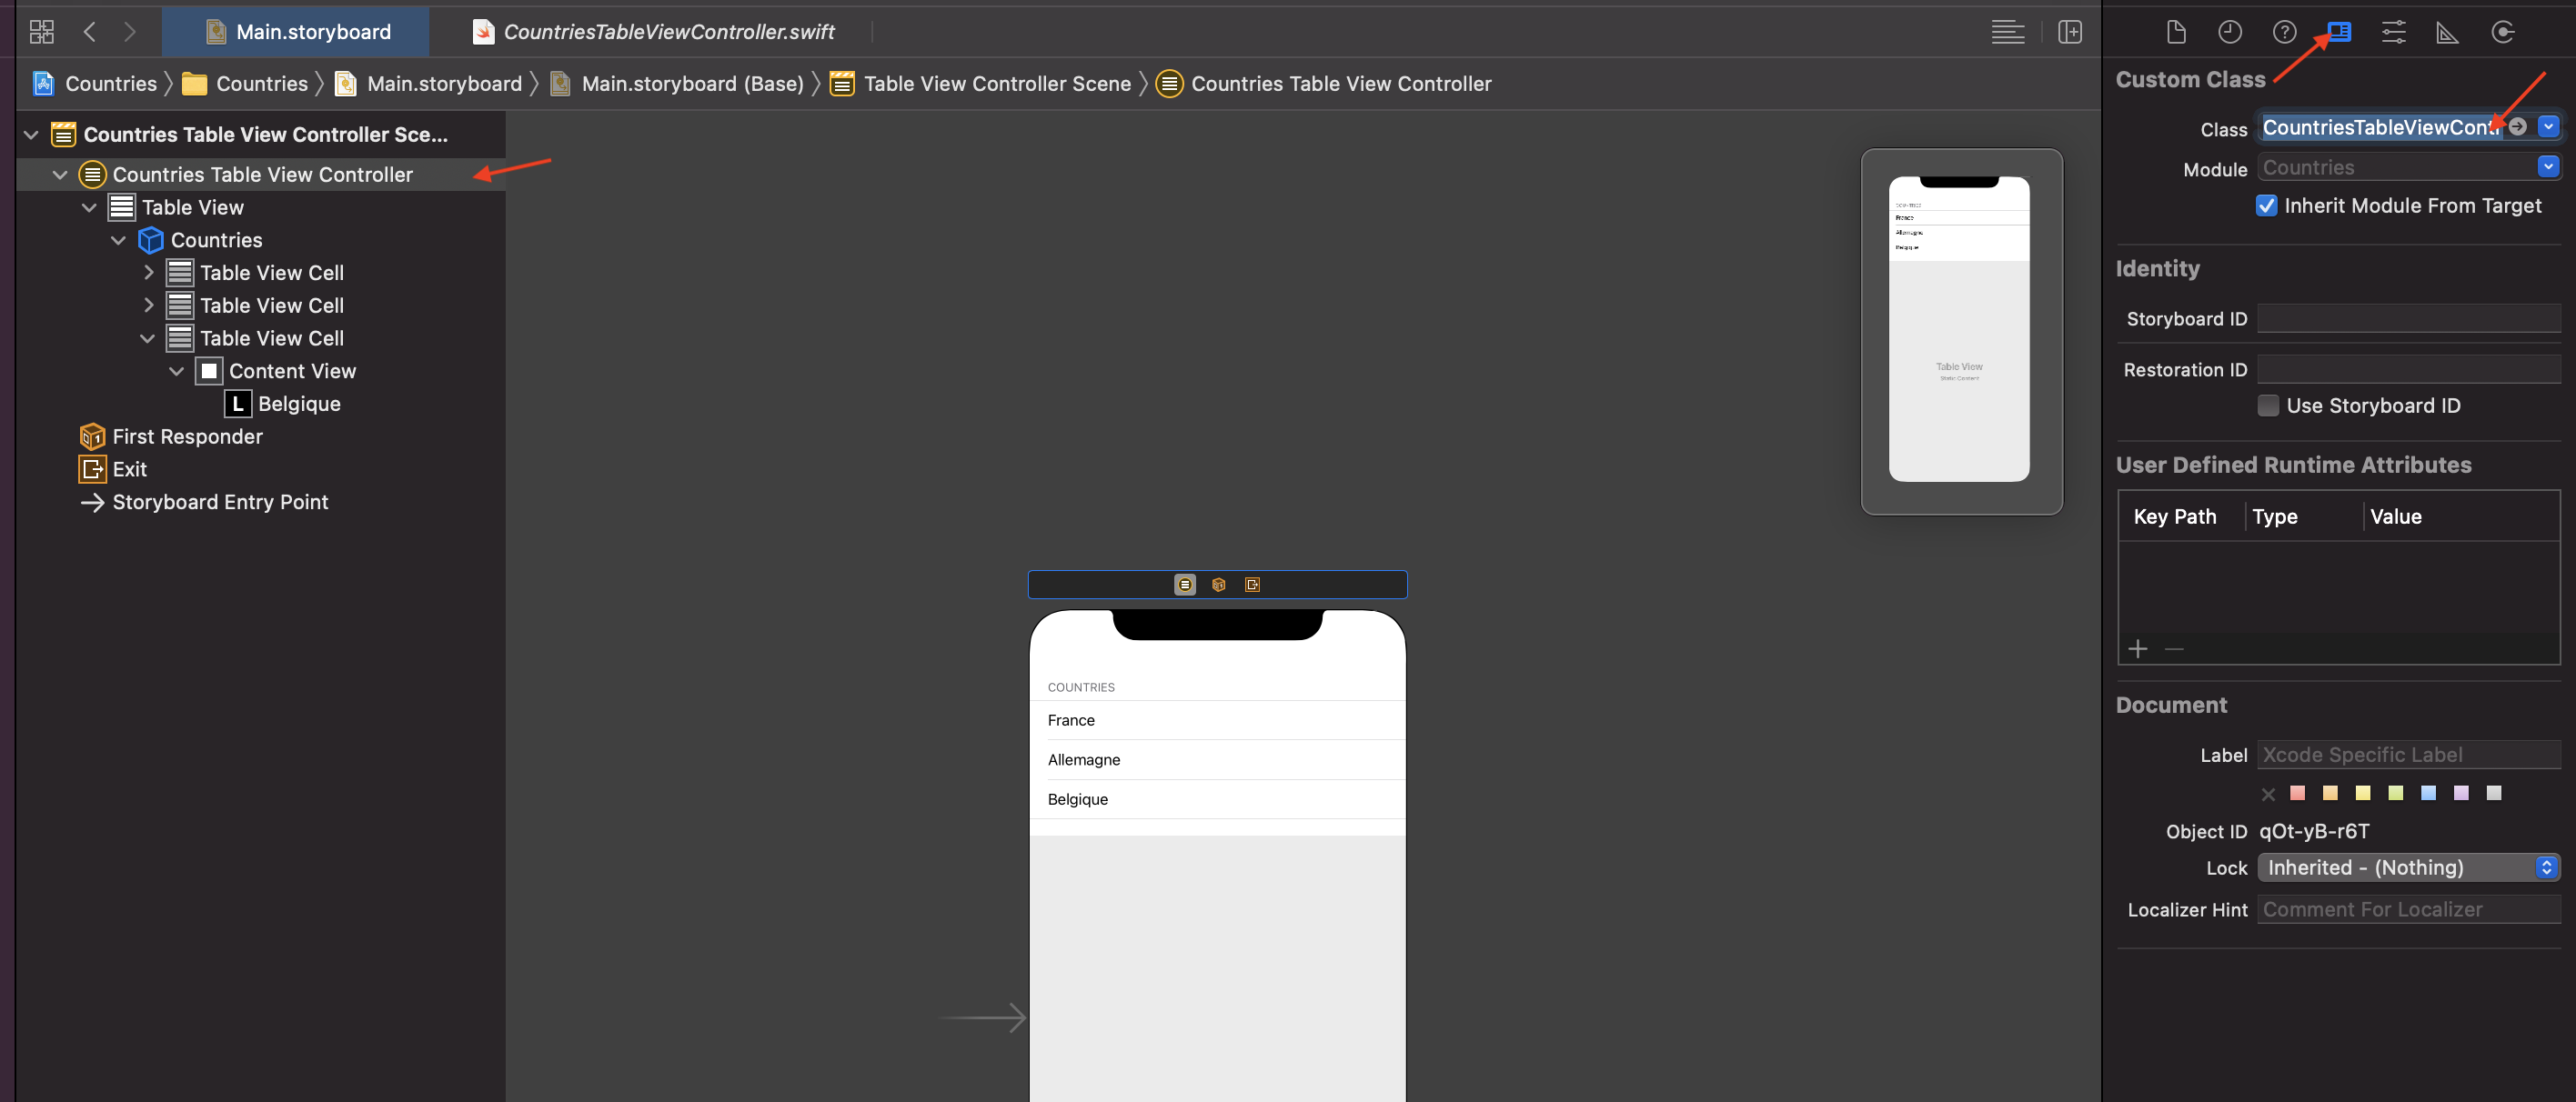 Main.storyboard
CountriesTableViewController.swift
Countries
Countries
Main.storyboard
Main.storyboard (Base)
Table View Controller Scene
Countries Table View Controller
Countries Table View Controller Sce...
Countries Table View Controller
Table View
Countries
Table View Cell
Table View Cell
Table View Cell
Content View
L Belgique
First Responder
Exit
Storyboard Entry Point
France
Allemagne
Belgique
Table View
Static Content
COUNTRIES
France
Allemagne
Belgique
Custom Class
Class CountriesTableViewContr
Module Countries
Inherit Module From Target
Identity
Storyboard ID
Restoration ID
Use Storyboard ID
User Defined Runtime Attributes
Key Path Type Value
Document
Label Xcode Specific Label
Object ID qOt-yB-r6T
Lock Inherited - (Nothing)
Localizer Hint Comment For Localizer